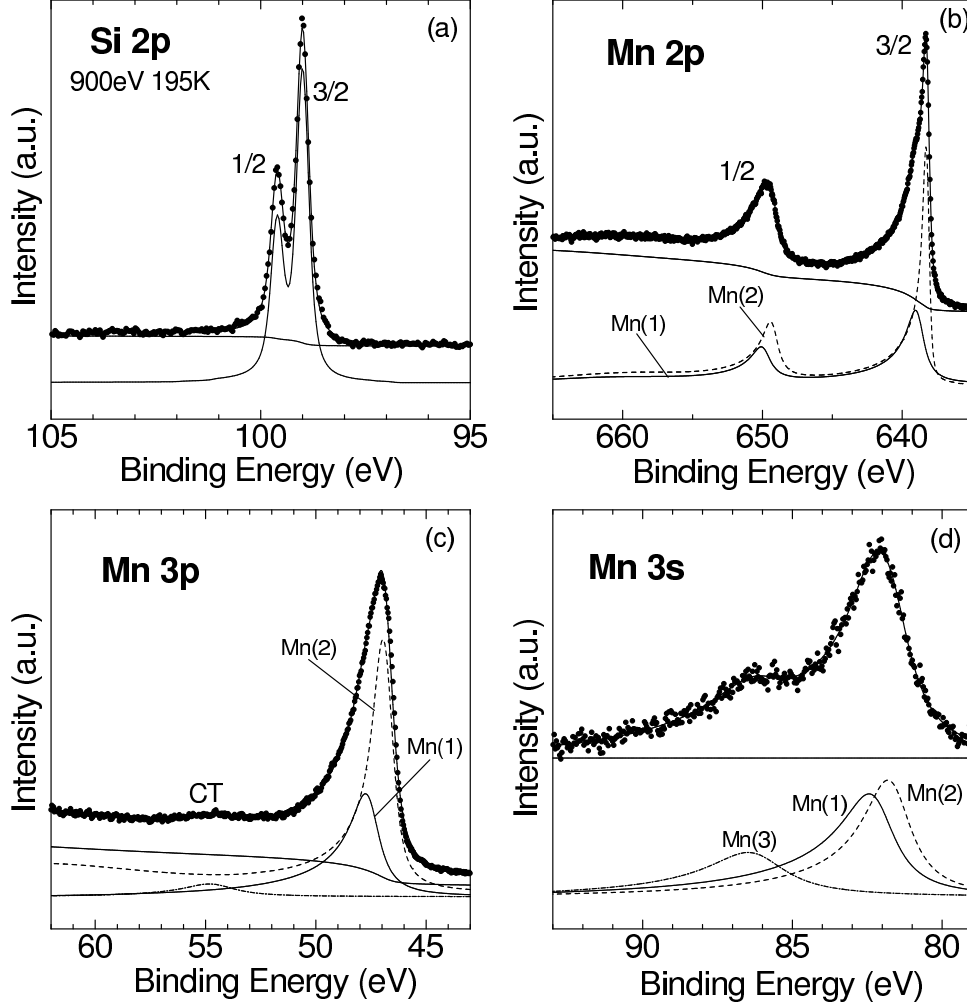 (a)
Si 2p
900eV 195K
3/2
1/2
Intensity (a.u.)
105
100
95
Binding Energy (eV)
(b)
Mn 2p
3/2
1/2
Mn(2)
Mn(1)
Intensity (a.u.)
660
650
640
Binding Energy (eV)
(c)
Mn 3p
Mn(2)
Mn(1)
CT
Intensity (a.u.)
60
55
50
45
Binding Energy (eV)
(d)
Mn 3s
Mn(1)
Mn(2)
Mn(3)
Intensity (a.u.)
90
85
80
Binding Energy (eV)